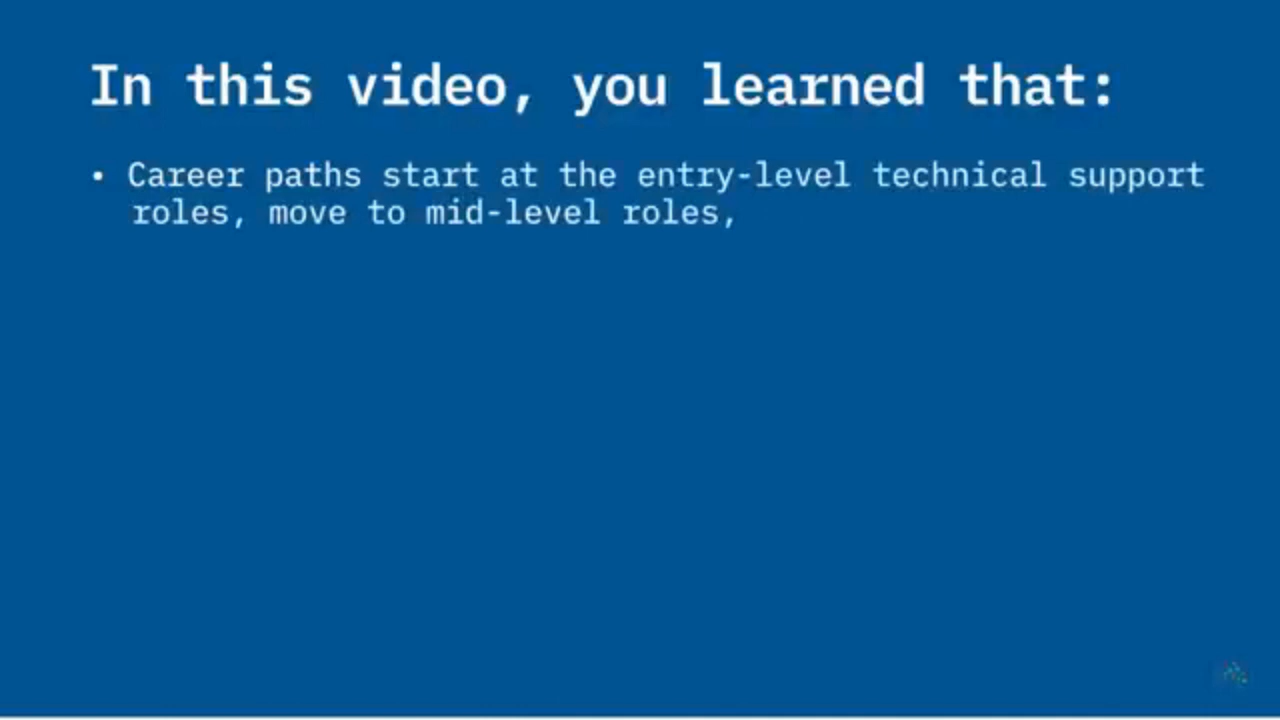 In this video, you learned that:
• Career paths start at the entry-level technical support
roles, move to mid-level roles,